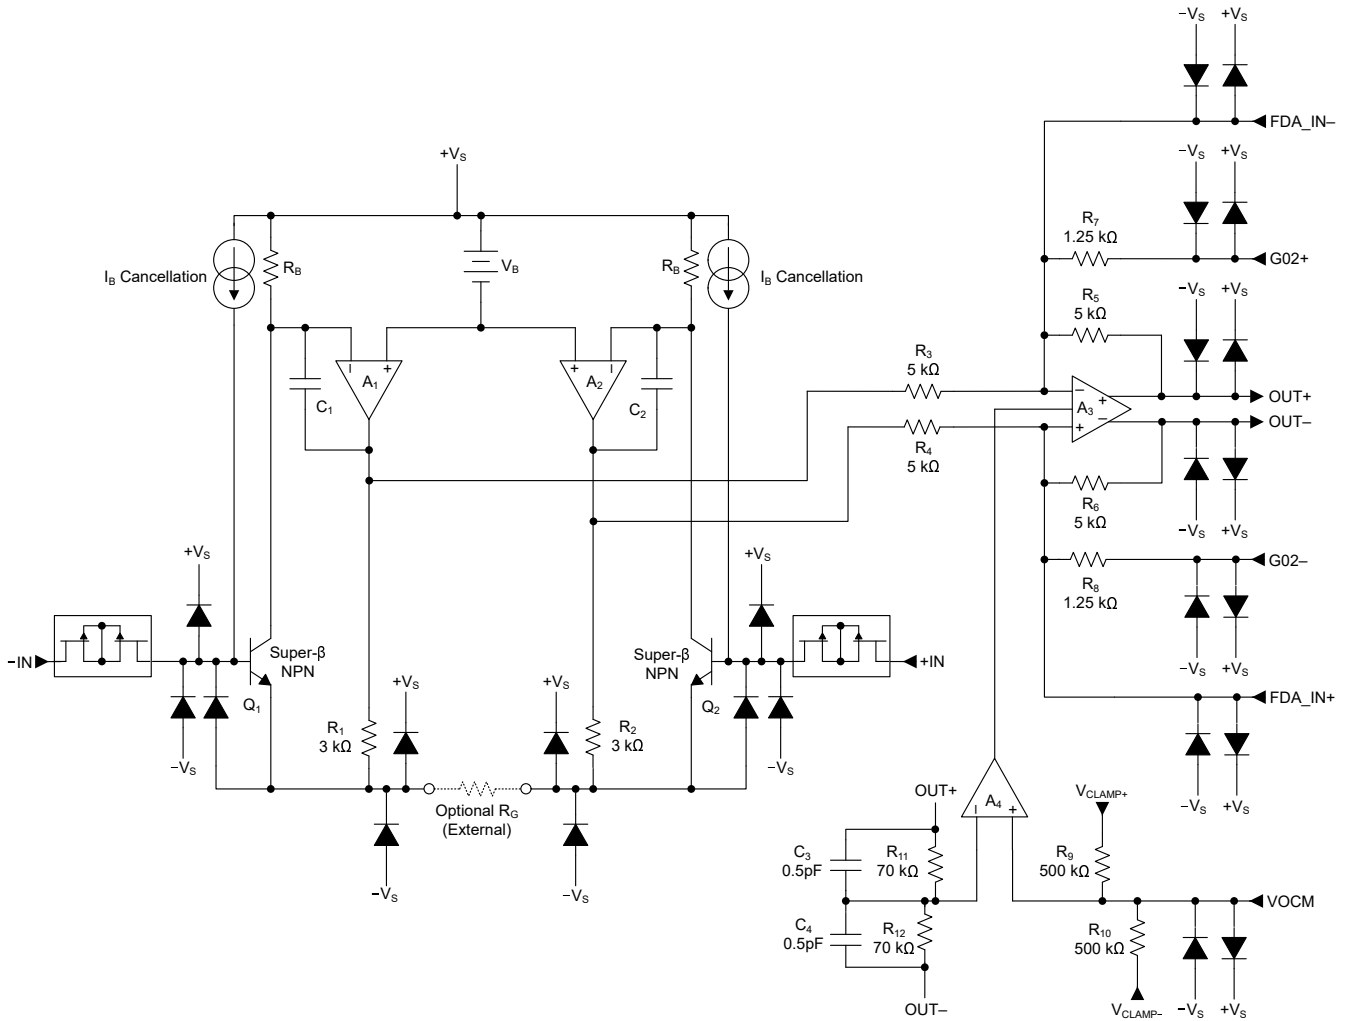 −VS +VS
FDA_IN–
+VS
−VS +VS
R7
1.25 kΩ
G02+
IB Cancellation
RB
VB
RB
IB Cancellation
R5
5 kΩ
−VS +VS
R3
5 kΩ
− +
A1
+ −
A2
C1
C2
−
A3
+
−
+
OUT+
OUT–
R4
5 kΩ
R6
5 kΩ
−VS +VS
+VS
+VS
G02–
R8
1.25 kΩ
−IN
Super-β
NPN
Q1
Super-β
NPN
Q2
+IN
−VS +VS
+VS
+VS
FDA_IN+
R1
3 kΩ
R2
3 kΩ
−VS
−VS
Optional RG
(External)
OUT+
A4
− +
VCLAMP+
−VS +VS
−VS
−VS
C3
0.5pF
R11
70 kΩ
R9
500 kΩ
VOCM
C4
0.5pF
R12
70 kΩ
R10
500 kΩ
OUT–
VCLAMP-
−VS +VS